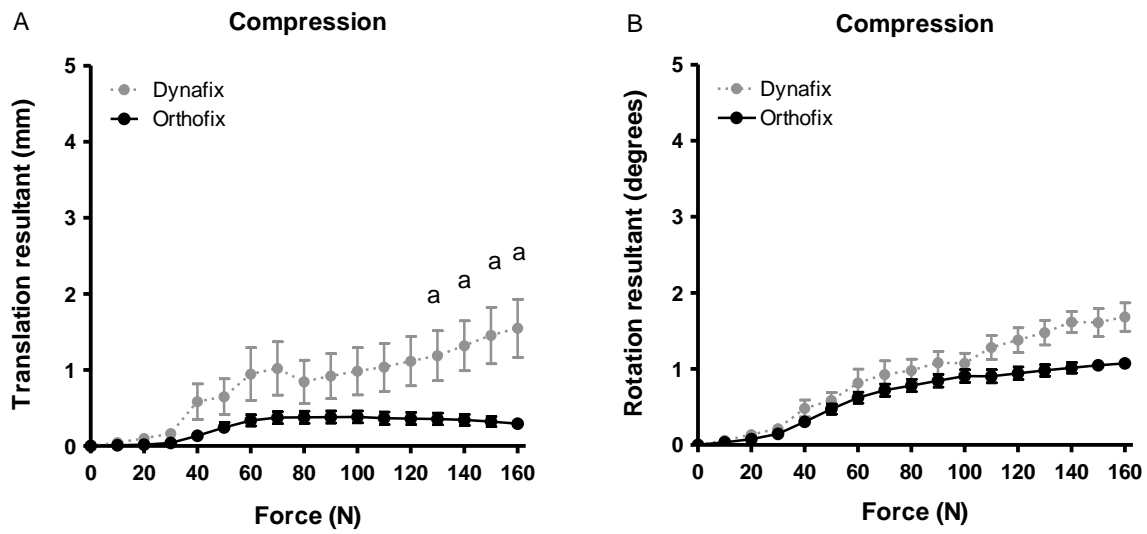 A
Compression
Translation resultant (mm)
5
4
3
2
1
0
Dynafix
Orthofix
a a a a
0 20 40 60 80 100 120 140 160
Force (N)
B
Compression
Rotation resultant (degrees)
5
4
3
2
1
0
Dynafix
Orthofix
0 20 40 60 80 100 120 140 160
Force (N)